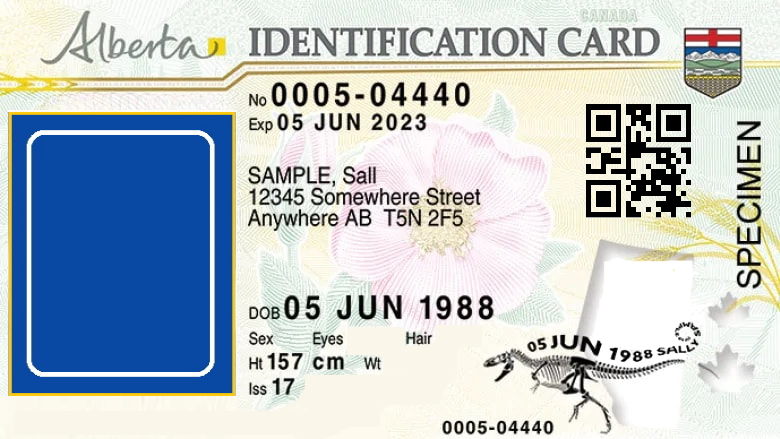 CANADA
Alberta IDENTIFICATION CARD
No 0005-04440
Exp 05 JUN 2023
SAMPLE, Sall
12345 Somewhere Street
Anywhere AB T5N 2F5
SPECIMEN
DOB 05 JUN 1988
Sex Eyes Hair
Ht 157 cm Wt
Iss 17
05 JUN 1988 SALLY
0005-04440